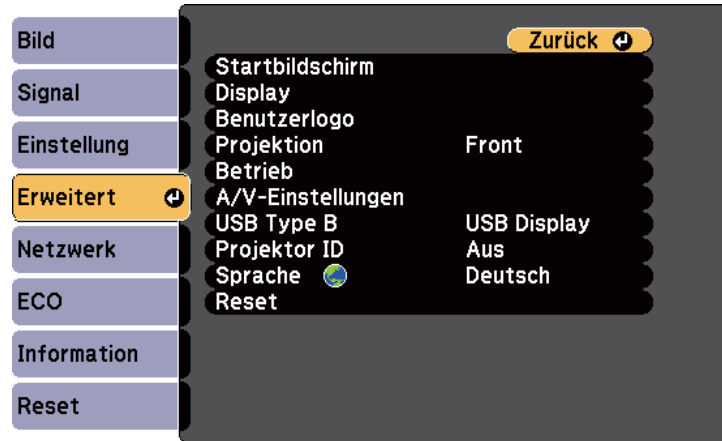 Bild
Signal
Einstellung
Erweitert
Netzwerk
ECO
Information
Reset
Zurück
Startbildschirm
Display
Benutzerlogo
Projektion Front
Betrieb
A/V-Einstellungen
USB Type B USB Display
Projektor ID Aus
Sprache Deutsch
Reset